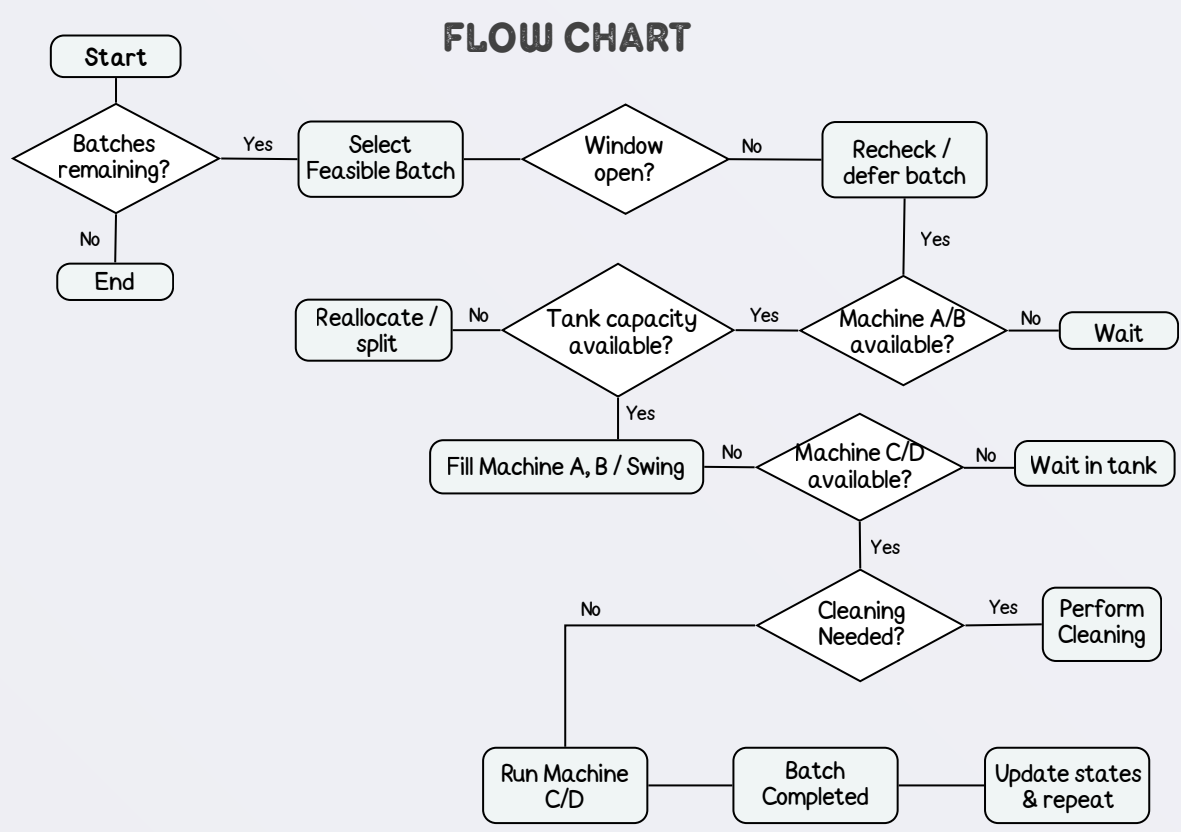 FLOW CHART
Start
Batches
remaining?
Yes
Select
Feasible Batch
Window
open?
No
Recheck /
defer batch
No
End
Yes
Reallocate /
split
No
Tank capacity
available?
Yes
Machine A/B
available?
No
Wait
Yes
Fill Machine A, B / Swing
No
Machine C/D
available?
No
Wait in tank
Yes
No
Cleaning
Needed?
Yes
Perform
Cleaning
Run Machine
C/D
Batch
Completed
Update states
& repeat